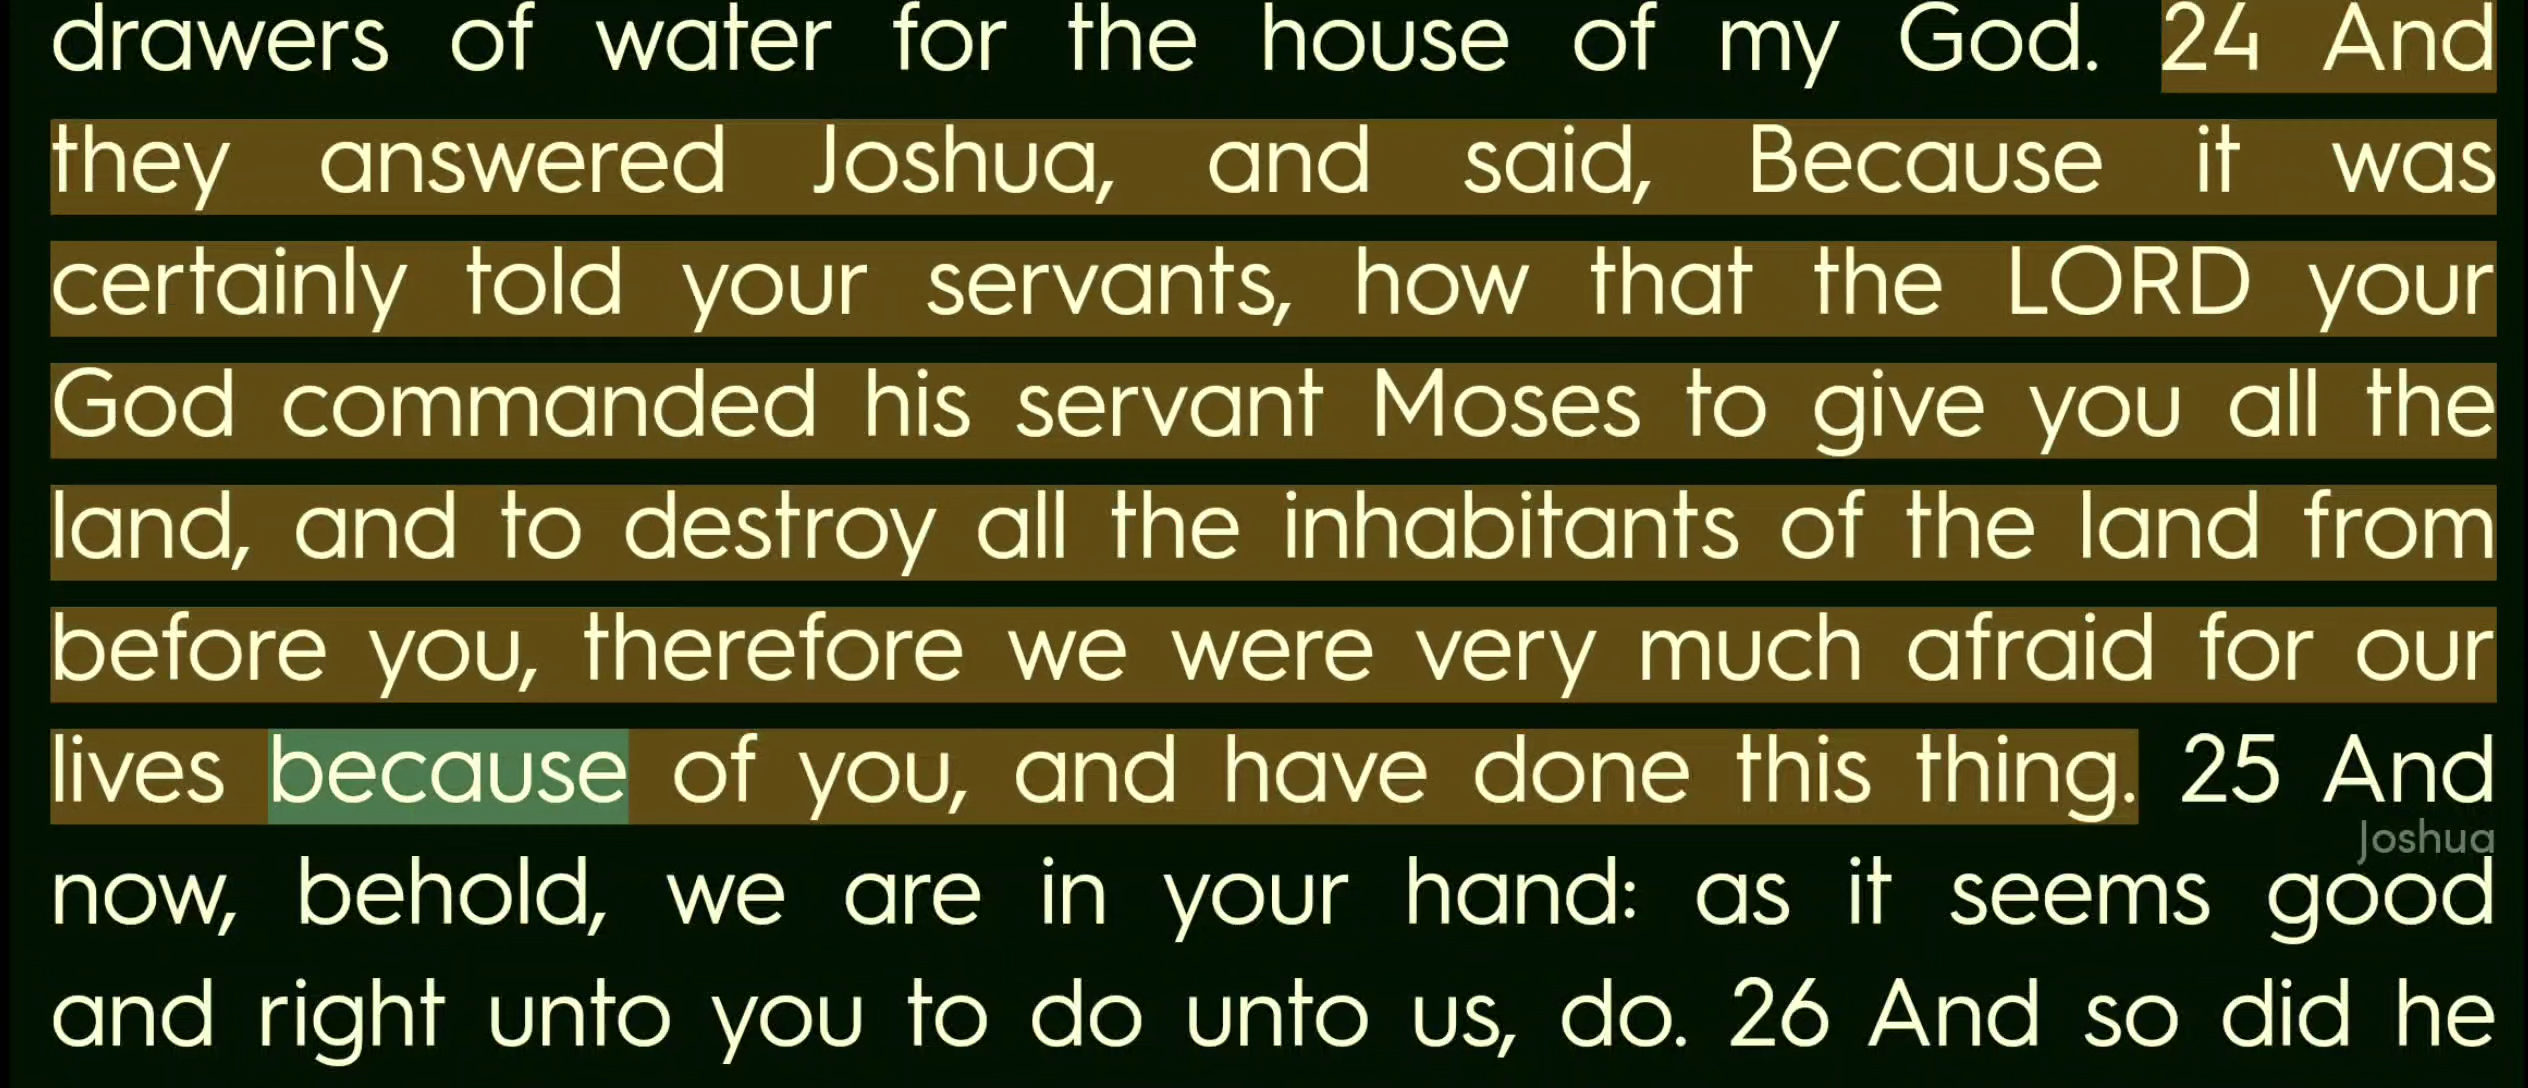 drawers of water for the house of my God. 24 And
they answered Joshua, and said, Because it was
certainly told your servants, how that the LORD your
God commanded his servant Moses to give you all the
land, and to destroy all the inhabitants of the land from
before you, therefore we were very much afraid for our
lives because of you, and have done this thing. 25 And
Joshua
now, behold, we are in your hand: as it seems good
and right unto you to do unto us, do. 26 And so did he